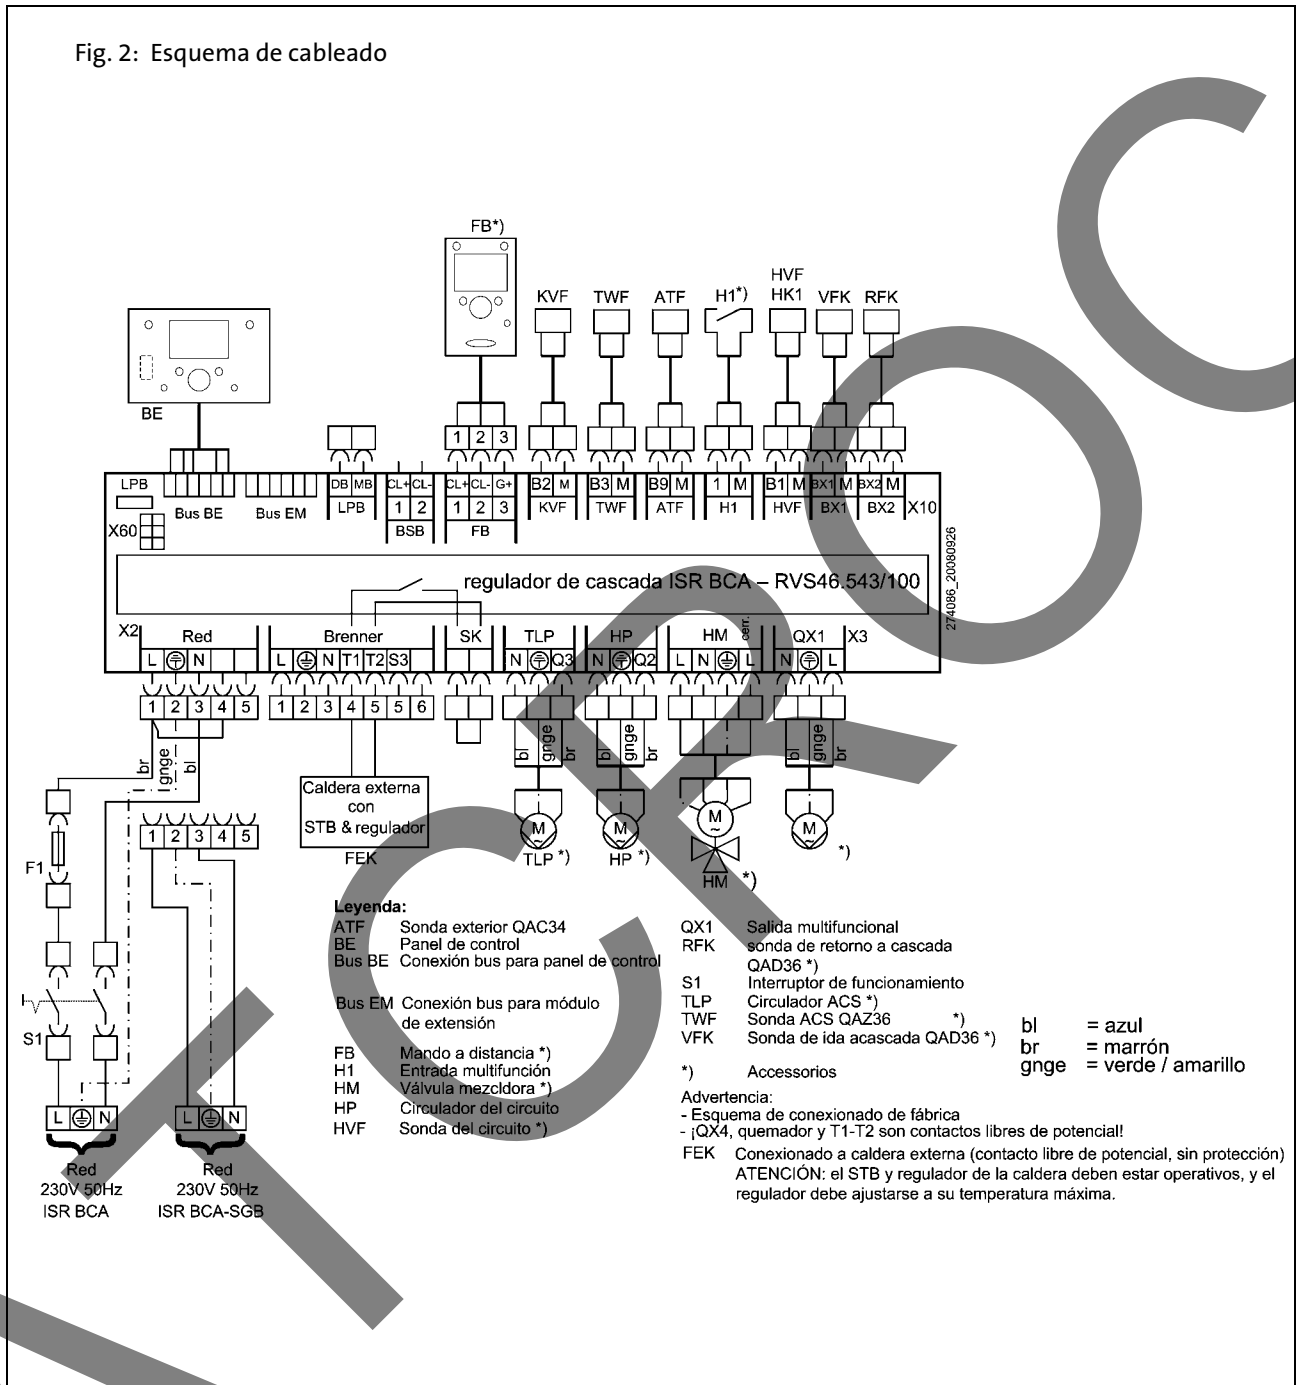 Fig. 2: Esquema de cableado
FB*)
HVF
KVF TWF ATF H1*) HK1 VFK RFK
BE
1 2 3
LPB
DB MB CL+ CL- CL+ CL- G+ B2 M B3 M B9 M 1 M B1 M BX1 M BX2 M
Bus BE Bus EM LPB 1 2 1 2 3 KVF TWF ATF H1 HVF BX1 BX2 X10
X60 BSB FB
regulador de cascada ISR BCA – RVS46.543/100
274086_20080926
X2 Red Brenner SK TLP HP HM cerr. QX1 X3
L N L N T1 T2 S3 N Q3 N Q2 L N L N L
1 2 3 4 5 1 2 3 4 5 5 6
br gnge bl bl gnge br bl gnge br bl gnge br
Caldera externa
con
STB & regulador
FEK
1 2 3 4 5
F1
M
~
M
~
M
~
M
~
TLP *) HP *) HM *) *)
S1
L N L N
Red
230V 50Hz
ISR BCA
Red
230V 50Hz
ISR BCA-SGB
Leyenda:
ATF Sonda exterior QAC34
BE Panel de control
Bus BE Conexión bus para panel de control
Bus EM Conexión bus para módulo
de extensión
FB Mando a distancia *)
H1 Entrada multifunción
HM Válvula mezcldora *)
HP Circulador del circuito
HVF Sonda del circuito *)
QX1 Salida multifuncional
RFK sonda de retorno a cascada
QAD36 *)
S1 Interruptor de funcionamiento
TLP Circulador ACS *)
TWF Sonda ACS QAZ36 *)
VFK Sonda de ida acascada QAD36 *)
*) Accessorios
bl = azul
br = marrón
gnge = verde / amarillo
Advertencia:
- Esquema de conexionado de fábrica
- ¡QX4, quemador y T1-T2 son contactos libres de potencial!
FEK Conexionado a caldera externa (contacto libre de potencial, sin protección)
ATENCIÓN: el STB y regulador de la caldera deben estar operativos, y el
regulador debe ajustarse a su temperatura máxima.